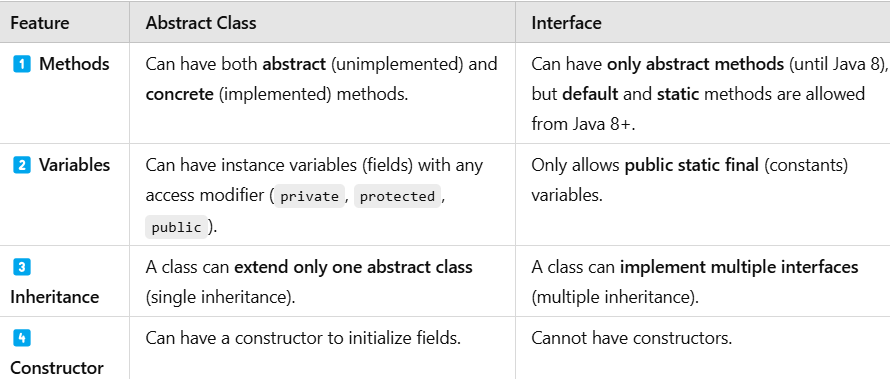 Feature Abstract Class Interface
1 Methods Can have both abstract (unimplemented) and Can have only abstract methods (until Java 8),
concrete (implemented) methods. but default and static methods are allowed
from Java 8+.
2 Variables Can have instance variables (fields) with any Only allows public static final (constants)
access modifier ( private , protected , variables.
public ).
3 A class can extend only one abstract class A class can implement multiple interfaces
Inheritance (single inheritance). (multiple inheritance).
4 Can have a constructor to initialize fields. Cannot have constructors.
Constructor